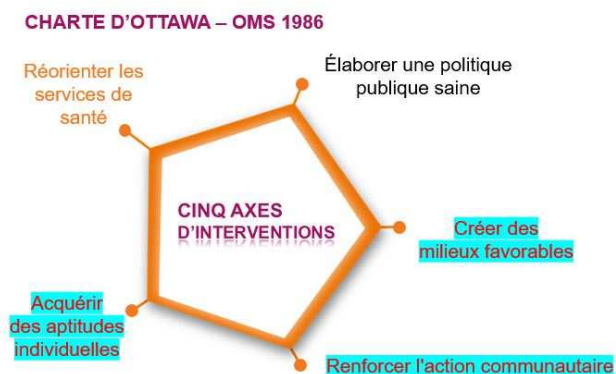 CHARTE D'OTTAWA – OMS 1986
Réorienter les
services de
santé
Élaborer une politique
publique saine
CINQ AXES
D'INTERVENTIONS
Créer des
milieux favorables
Acquérir
des aptitudes
individuelles
Renforcer l'action communautaire